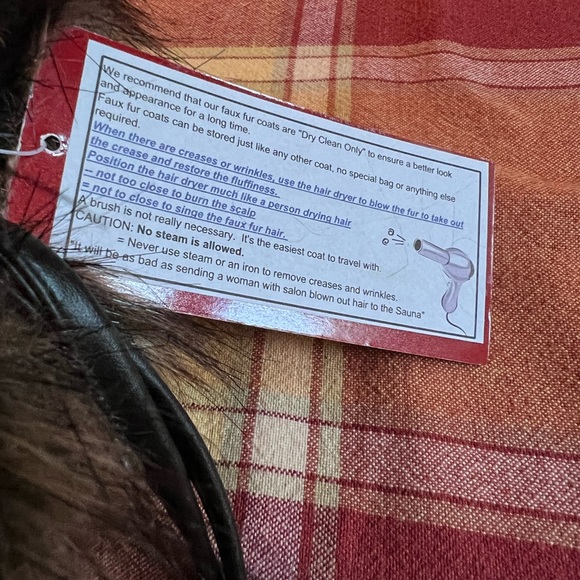 We recommend that our faux fur coats are "Dry Clean Only" to ensure a better look
and appearance for a long time.
Faux fur coats can be stored just like any other coat, no special bag or anything else
required.
When there are creases or wrinkles, use the hair dryer to blow the fur to take out
the crease and restore the fluffiness.
Position the hair dryer much like a person drying hair
-- not too close to burn the scalp
= not to close to singe the faux fur hair.
A brush is not really necessary. It's the easiest coat to travel with.
*CAUTION: No steam is allowed.
= Never use steam or an iron to remove creases and wrinkles.
*It will be as bad as sending a woman with salon blown out hair to the Sauna*